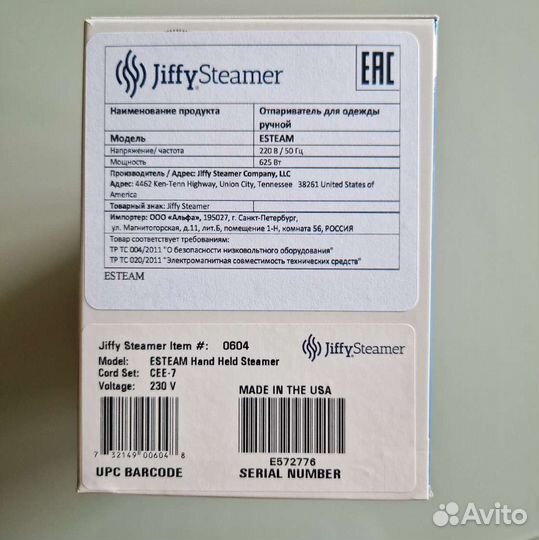 Jiffy Steamer
EAC
Наименование продукта Отпариватель для одежды ручной
Модель ESTEAM
Напряжение/ частота 220 В / 50 Гц
Мощность 625 Вт
Производитель / Адрес: Jiffy Steamer Company, LLC
Адрес: 4462 Ken-Tenn Highway, Union City, Tennessee 38261 United States of
America
Товарный знак: Jiffy Steamer
Импортер: ООО «Альфа», 195027, г. Санкт-Петербург,
ул. Магнитогорская, д.11, лит.Б, помещение 1-Н, комната 56, РОССИЯ
Товар соответствует требованиям:
ТР ТС 004/2011 "О безопасности низковольтного оборудования"
ТР ТС 020/2011 "Электромагнитная совместимость технических средств"
ESTEAM
Jiffy Steamer Item #: 0604
Model: ESTEAM Hand Held Steamer
Cord Set: CEE-7
Voltage: 230 V
Jiffy Steamer
MADE IN THE USA
7 32149 00604 8
UPC BARCODE
E572776
SERIAL NUMBER
Avito